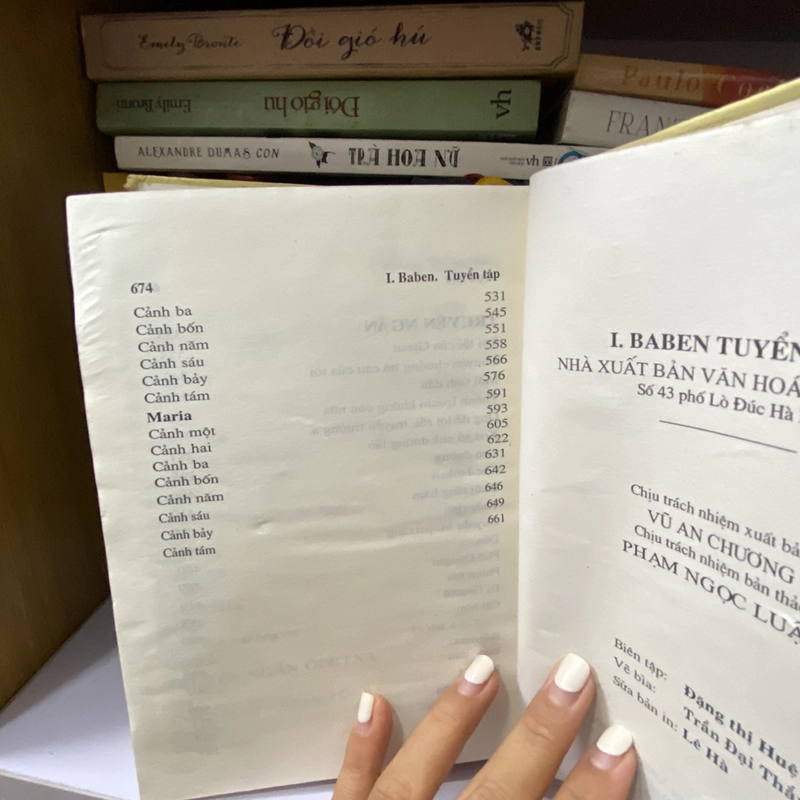 Emely Bronte Đồi gió hú
Đồi gió hú vh
ALEXANDRE DUMAS CON TRÀ HOA NỮ vh
Paulo
674 I. Baben. Tuyển tập
Cảnh ba 531
Cảnh bốn 545
Cảnh năm 551
Cảnh sáu 558
Cảnh bảy 566
Cảnh tám 576
Maria 591
Cảnh một 593
Cảnh hai 605
Cảnh ba 622
Cảnh bốn 631
Cảnh năm 642
Cảnh sáu 646
Cảnh bảy 649
Cảnh tám 661
I. BABEN TUYỂN
NHÀ XUẤT BẢN VĂN HOÁ
Số 43 phố Lò Đúc Hà
Chịu trách nhiệm xuất bả
VŨ AN CHƯƠNG
Chịu trách nhiệm bản thảo
PHẠM NGỌC LUẬ
Biên tập: Đặng thị Huệ
Vẽ bìa: Trần Đại Thắ
Sửa bản in: Lê Hà